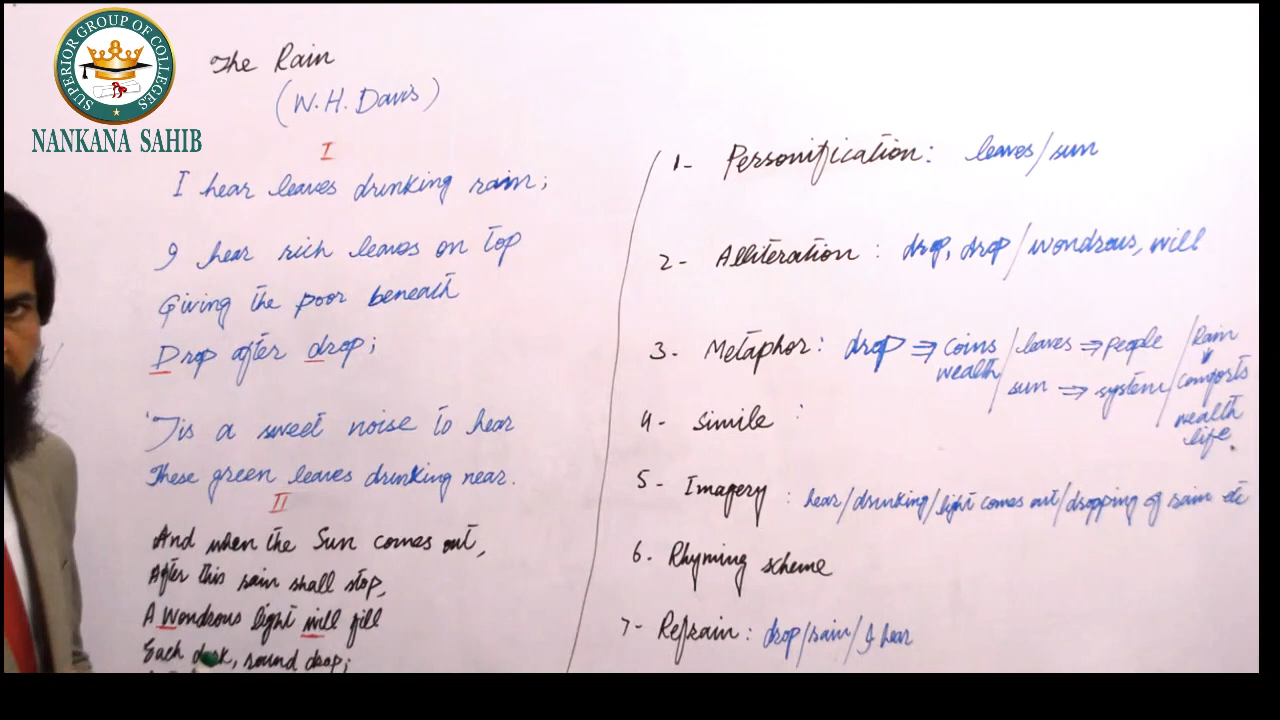 SUPERIOR GROUP OF COLLEGES
NANKANA SAHIB
The Rain
(W.H. Davis)
I
I hear leaves drinking rain;
I hear rich leaves on top
Giving the poor beneath
Drop after drop;
'Tis a sweet noise to hear
These green leaves drinking near.
II
And when the Sun comes out,
After this rain shall stop,
A wondrous light will fill
Each dark, round drop;
1- Personification: leaves/sun
2- Alliteration: drop, drop/wondrous, will
3- Metaphor: drop ⇒ coins wealth/leaves ⇒ people/sun ⇒ system/Rain comforts wealth life.
4- Simile :
5- Imagery : hear/drinking/light comes out/dropping of rain etc
6- Rhyming scheme
7- Refrain: drop/rain/I hear